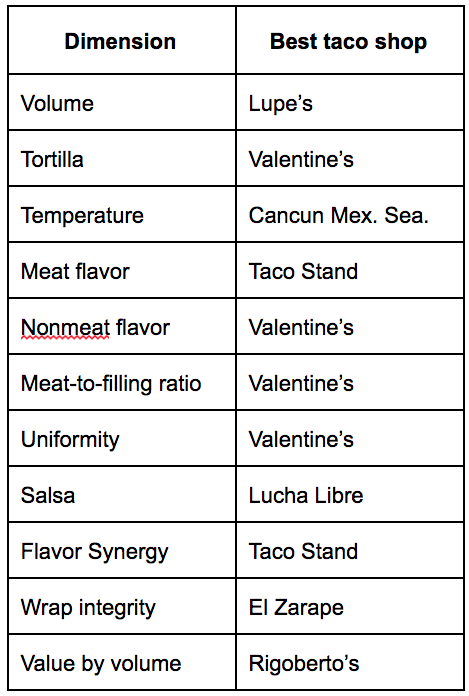 Dimension Best taco shop
Volume Lupe’s
Tortilla Valentine’s
Temperature Cancun Mex. Sea.
Meat flavor Taco Stand
Nonmeat flavor Valentine’s
Meat-to-filling ratio Valentine’s
Uniformity Valentine’s
Salsa Lucha Libre
Flavor Synergy Taco Stand
Wrap integrity El Zarape
Value by volume Rigoberto’s